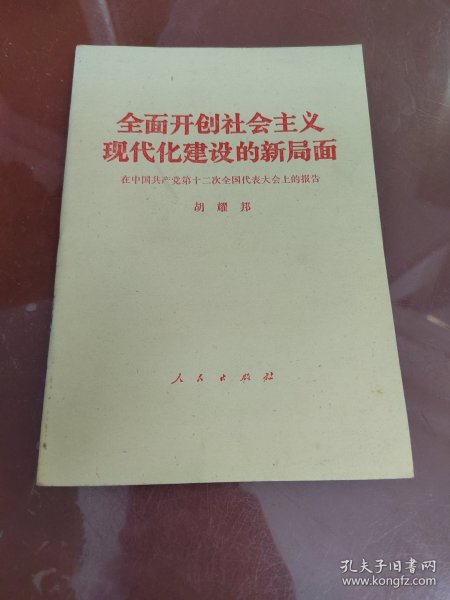 全面开创社会主义
现代化建设的新局面
在中国共产党第十二次全国代表大会上的报告
胡耀邦
人民出版社
孔夫子旧书网
www.kongfz.com